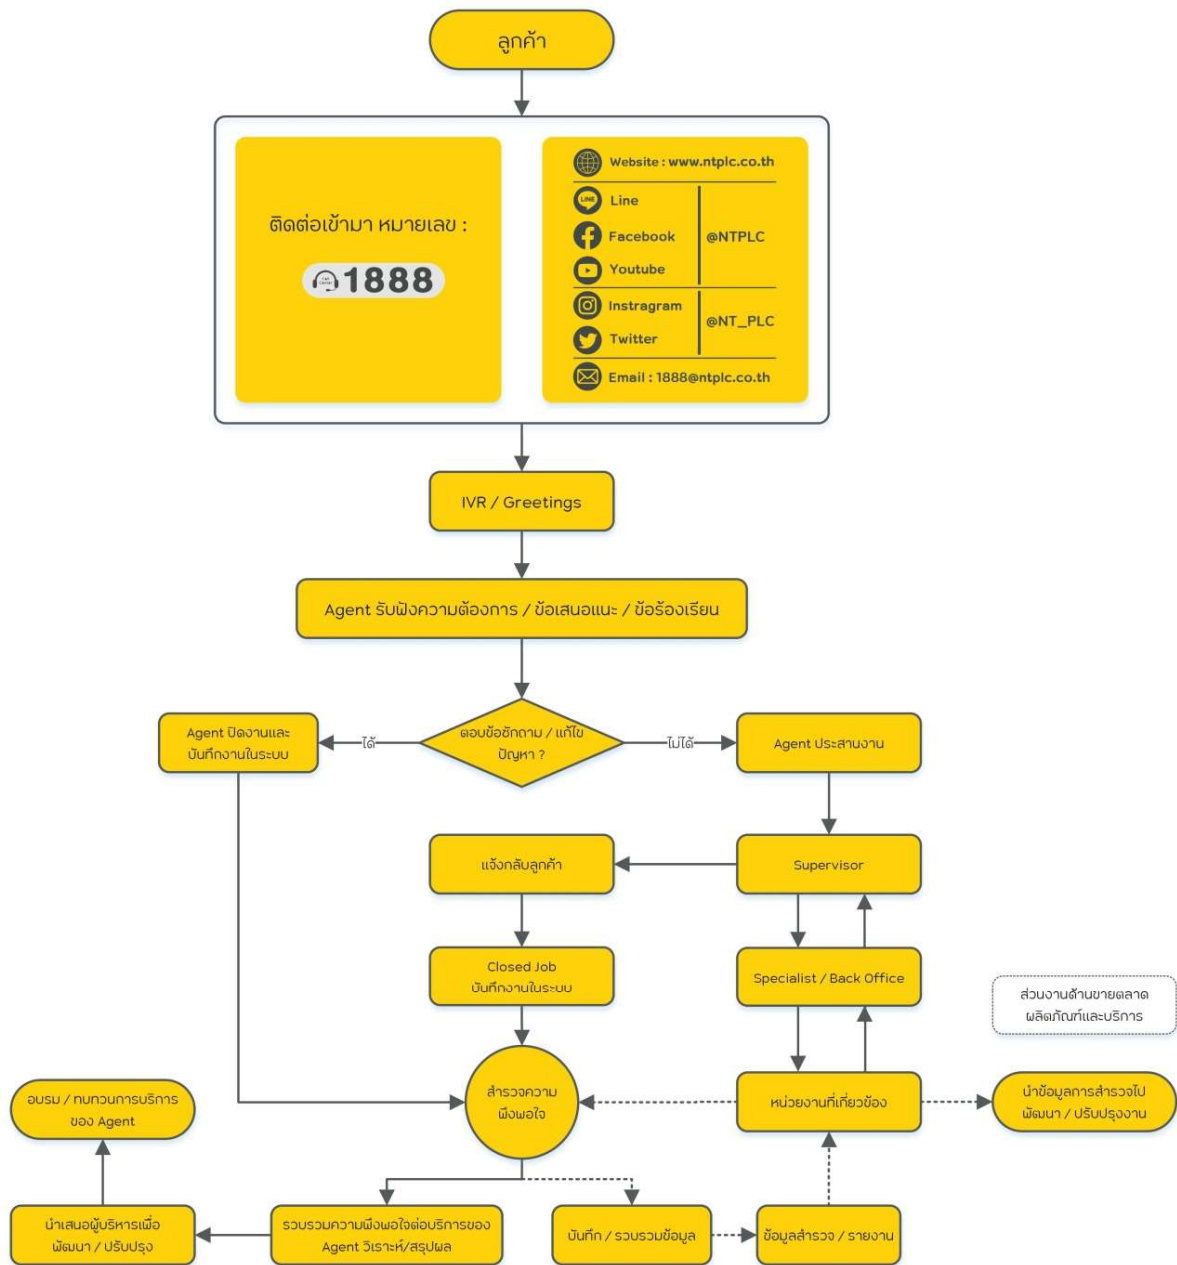 ลูกค้า
ติดต่อเข้ามา หมายเลข :
CALL CENTER
1888
Website : www.ntplc.co.th
LINE
Line
Facebook
@NTPLC
Youtube
Instragram
@NT_PLC
Twitter
Email : 1888@ntplc.co.th
IVR / Greetings
Agent รับฟังความต้องการ / ข้อเสนอแนะ / ข้อร้องเรียน
Agent ปิดงานและ
บันทึกงานในระบบ
ได้
ตอบข้อซักถาม / แก้ไข
ปัญหา ?
ไม่ได้
Agent ประสานงาน
แจ้งกลับลูกค้า
Supervisor
Closed Job
บันทึกงานในระบบ
Specialist / Back Office
ส่วนงานด้านขายตลาด
ผลิตภัณฑ์และบริการ
อบรม / ทบทวนการบริการ
ของ Agent
สำรวจความ
พึงพอใจ
หน่วยงานที่เกี่ยวข้อง
นำข้อมูลการสำรวจไป
พัฒนา / ปรับปรุงงาน
นำเสนอผู้บริหารเพื่อ
พัฒนา / ปรับปรุง
รวบรวมความพึงพอใจต่อบริการของ
Agent วิเราะห์/สรุปผล
บันทึก / รวบรวมข้อมูล
ข้อมูลสำรวจ / รายงาน